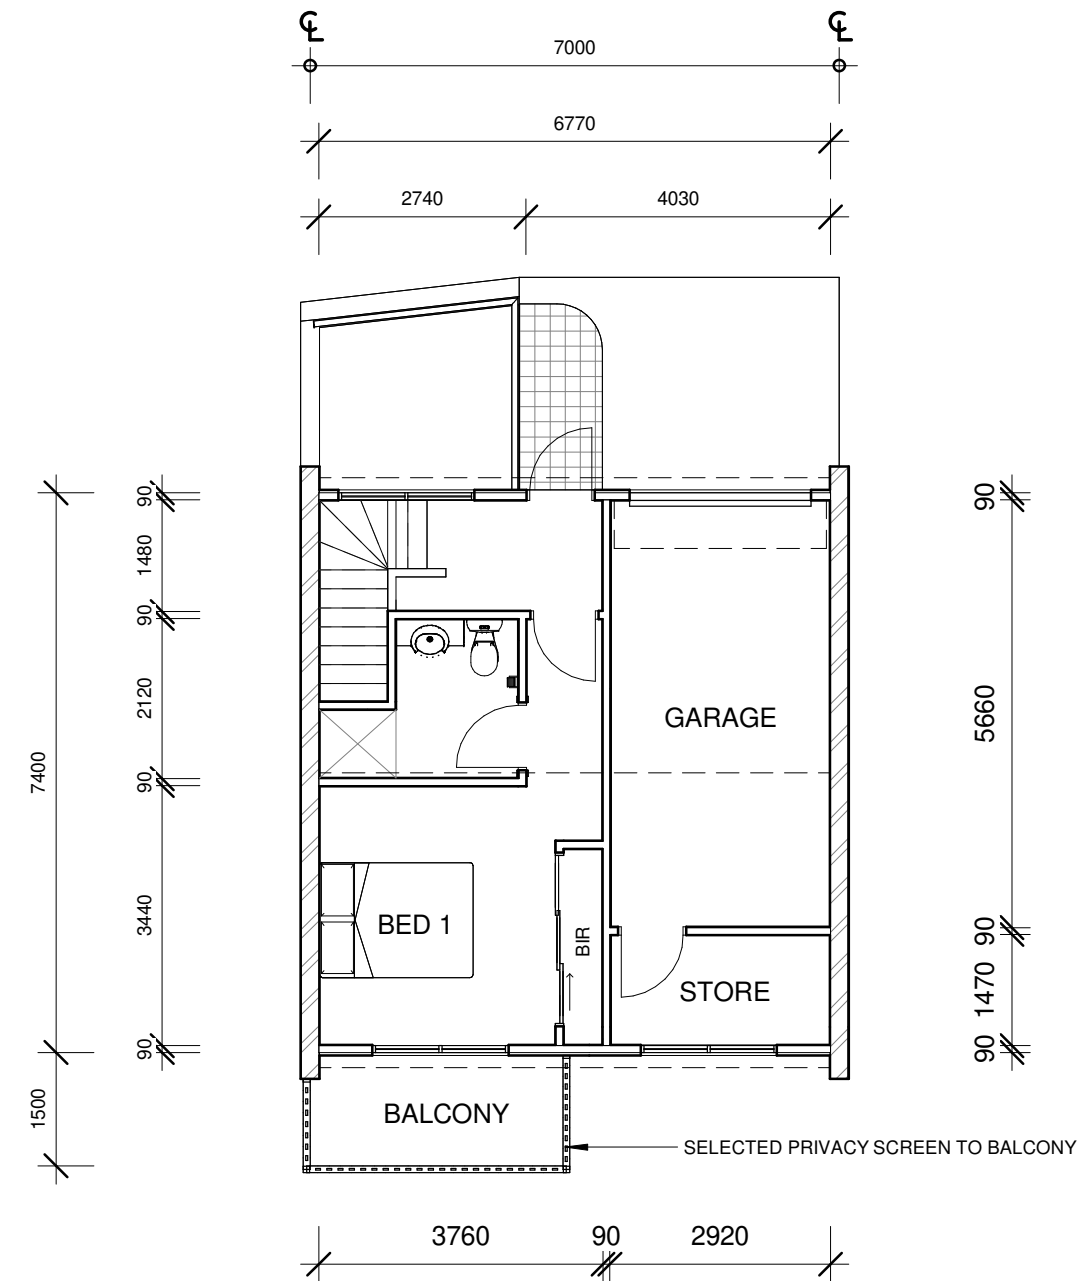 ℄ ℄
7000
6770
2740 4030
90 1480 90 2120 90 3440 90
7400
1500
90 5660 90 1470 90
GARAGE
BED 1
BIR
STORE
BALCONY
SELECTED PRIVACY SCREEN TO BALCONY
3760 90 2920